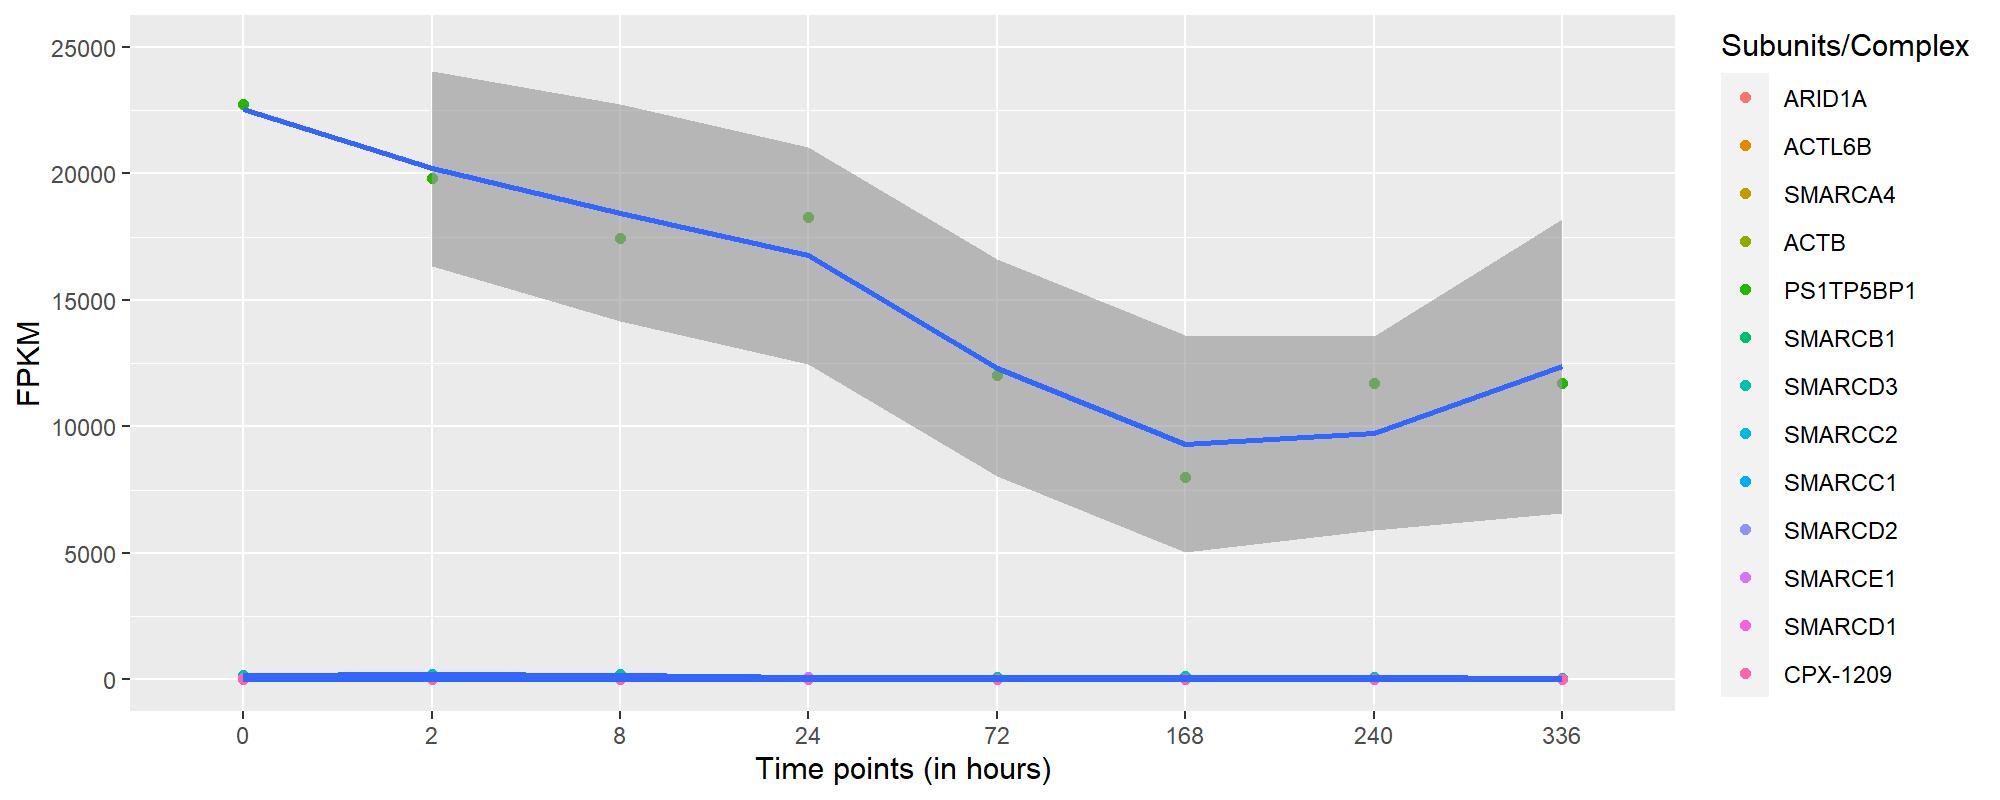 25000
20000
15000
10000
5000
0
FPKM
0 2 8 24 72 168 240 336
Time points (in hours)
Subunits/Complex
ARID1A
ACTL6B
SMARCA4
ACTB
PS1TP5BP1
SMARCB1
SMARCD3
SMARCC2
SMARCC1
SMARCD2
SMARCE1
SMARCD1
CPX-1209